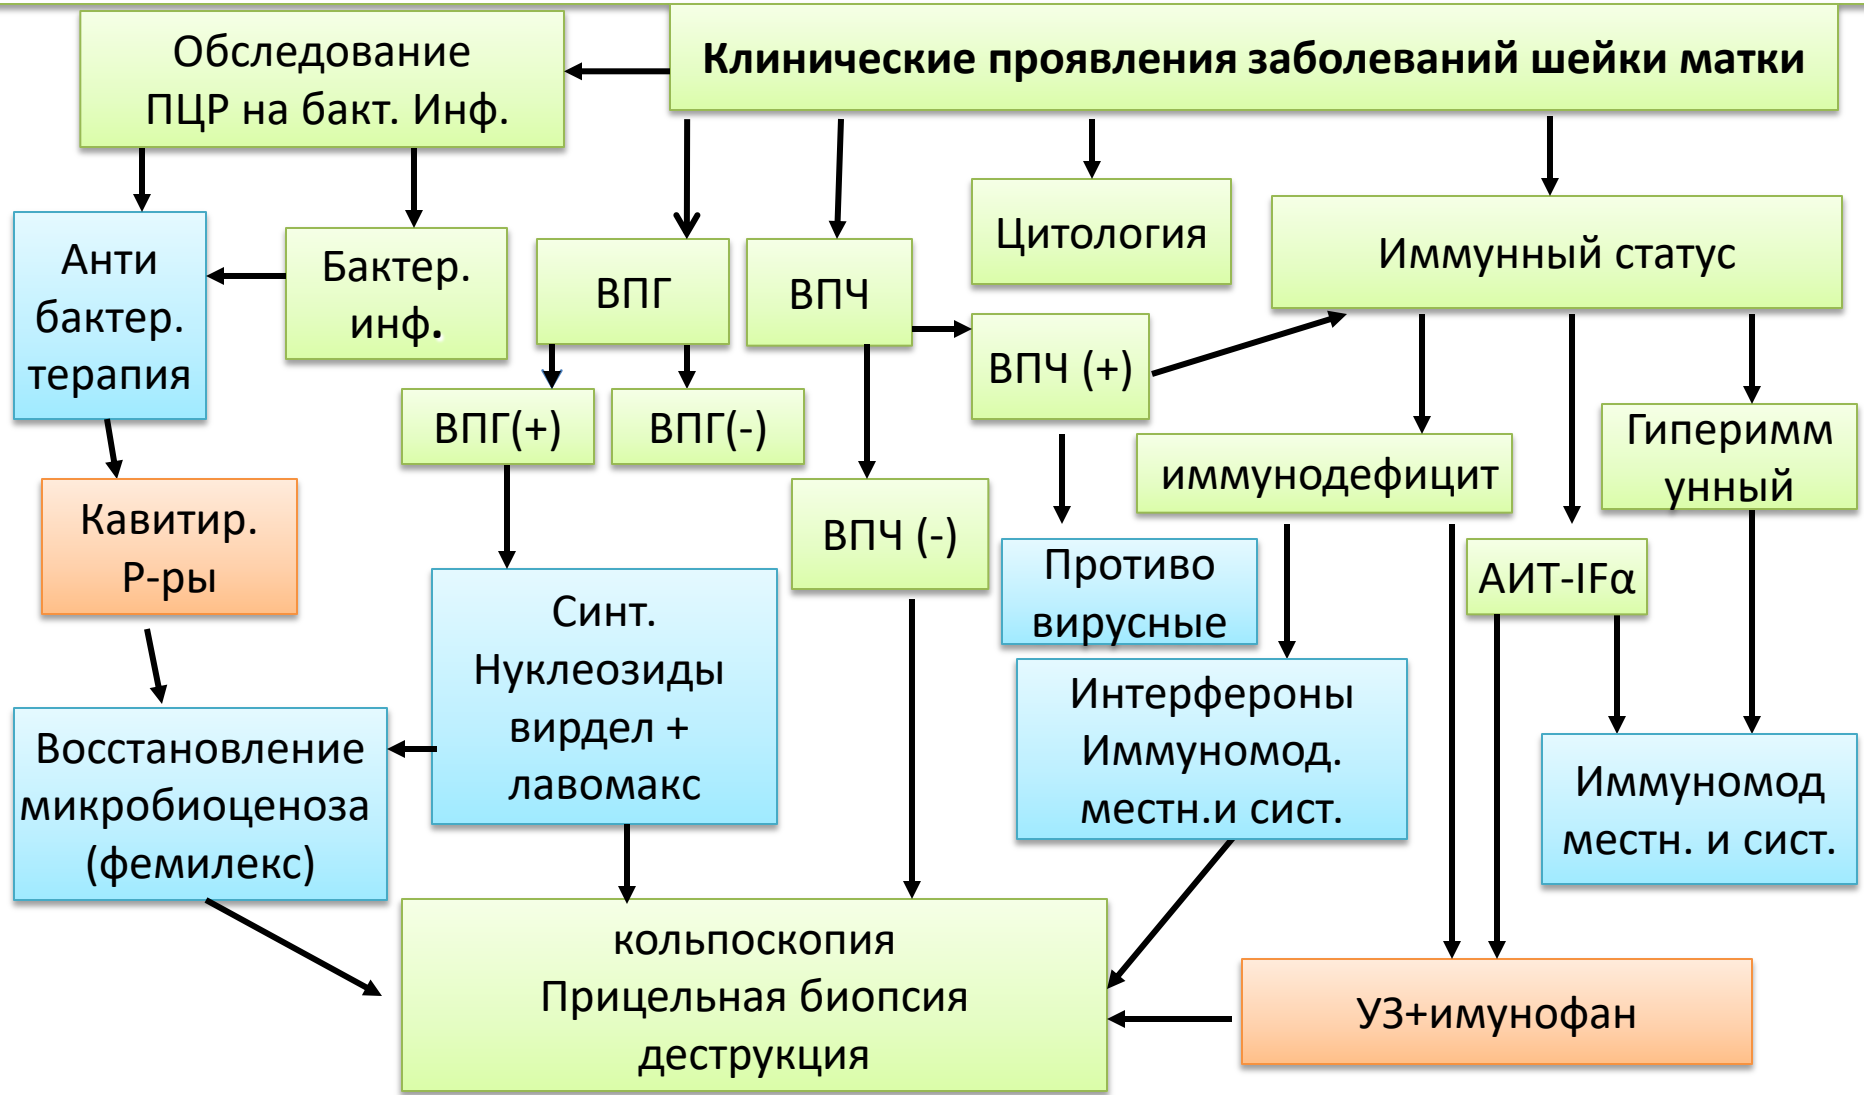 Обследование
ПЦР на бакт. Инф.
Клинические проявления заболеваний шейки матки
Анти
бактер.
терапия
Бактер.
инф.
ВПГ
ВПЧ
Цитология
Иммунный статус
ВПГ(+)
ВПГ(-)
ВПЧ (+)
Гиперимм
унный
иммунодефицит
Кавитир.
Р-ры
ВПЧ (-)
Противо
вирусные
АИТ-IFα
Синт.
Нуклеозиды
вирдел +
лавомакс
Интерфероны
Иммуномод.
местн.и сист.
Восстановление
микробиоценоза
(фемилекс)
Иммуномод
местн. и сист.
кольпоскопия
Прицельная биопсия
деструкция
УЗ+имунофан